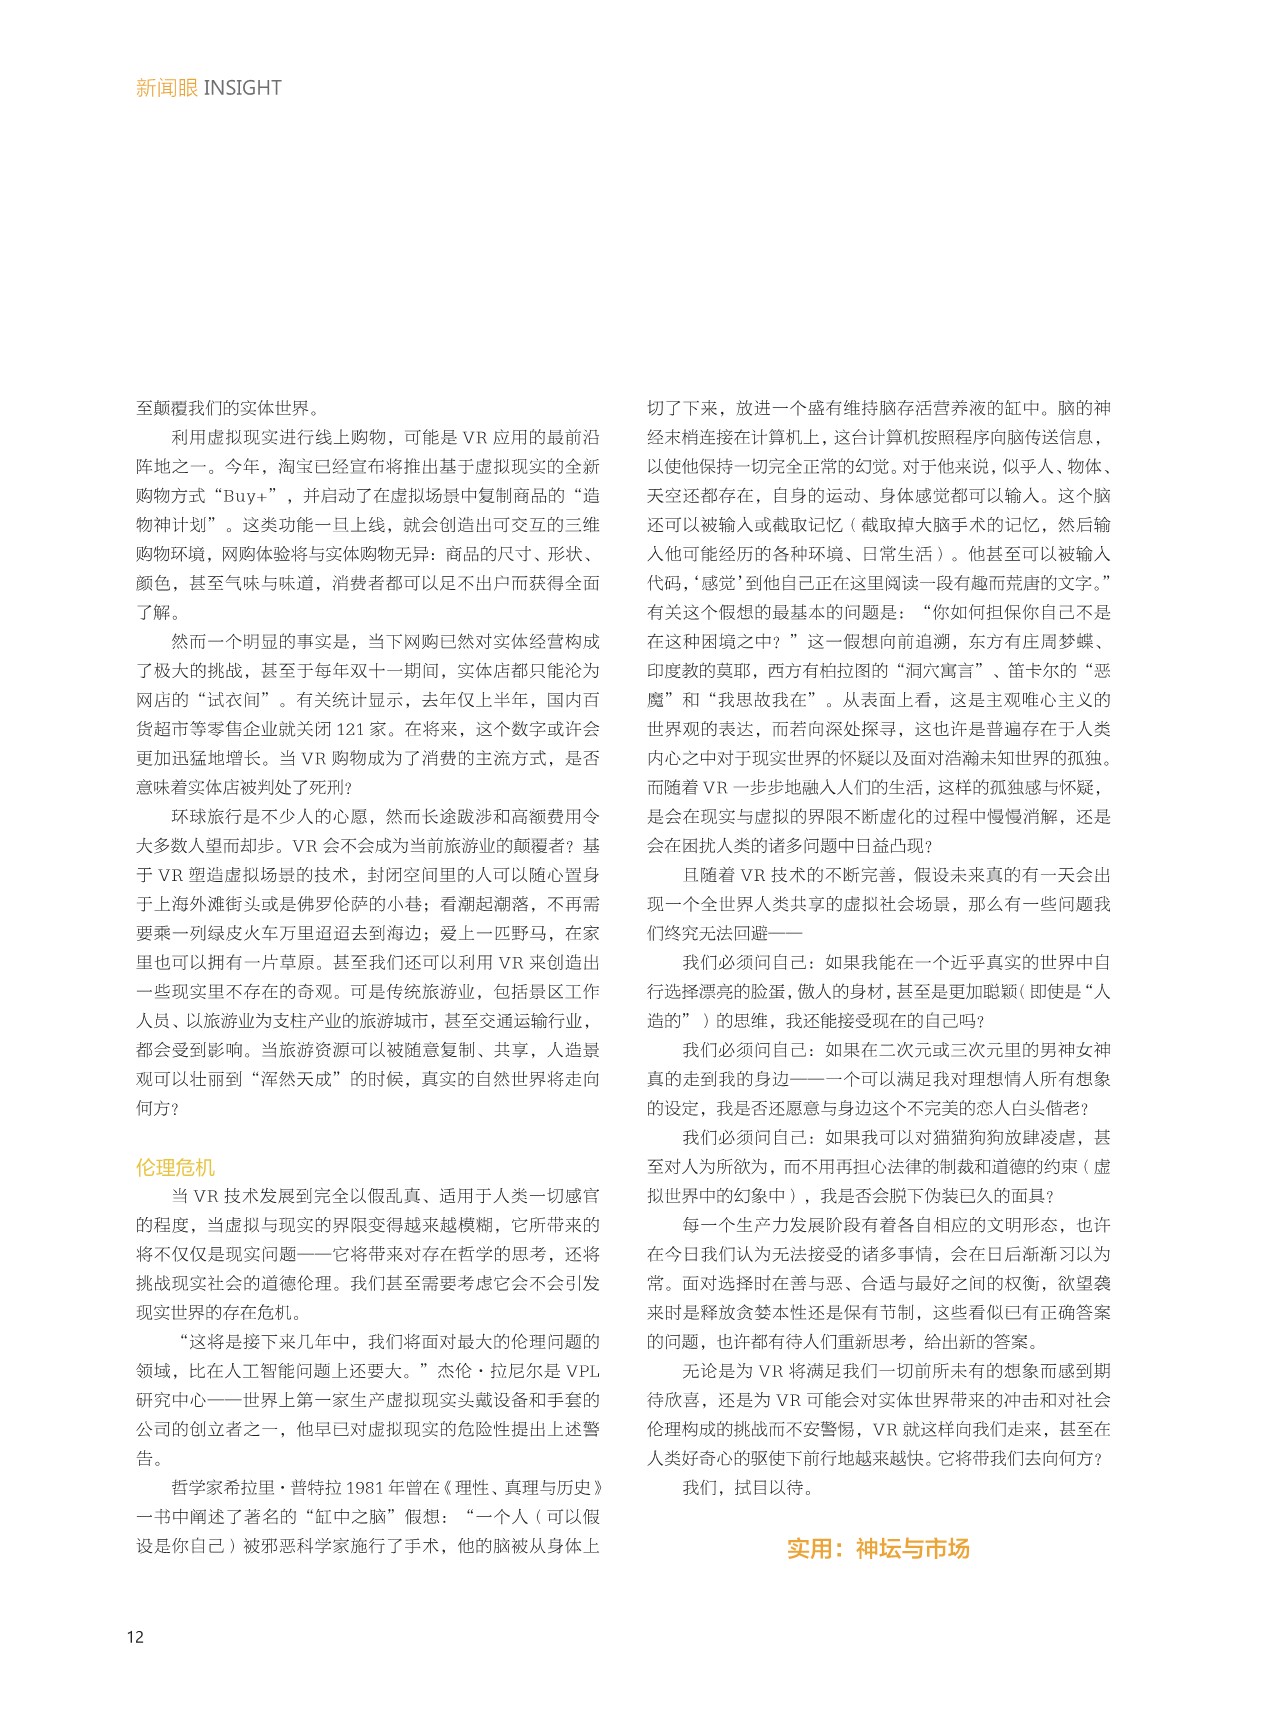 新闻眼 INSIGHT
至颠覆我们的实体世界。
利用虚拟现实进行线上购物，可能是 VR 应用的最前沿
阵地之一。今年，淘宝已经宣布将推出基于虚拟现实的全新
购物方式“Buy+”，并启动了在虚拟场景中复制商品的“造
物神计划”。这类功能一旦上线，就会创造出可交互的三维
购物环境，网购体验将与实体购物无异：商品的尺寸、形状、
颜色，甚至气味与味道，消费者都可以足不出户而获得全面
了解。
然而一个明显的事实是，当下网购已然对实体经营构成
了极大的挑战，甚至于每年双十一期间，实体店都只能沦为
网店的“试衣间”。有关统计显示，去年仅上半年，国内百
货超市等零售企业就关闭 121 家。在将来，这个数字或许会
更加迅猛地增长。当 VR 购物成为了消费的主流方式，是否
意味着实体店被判处了死刑？
环球旅行是不少人的心愿，然而长途跋涉和高额费用令
大多数人望而却步。VR 会不会成为当前旅游业的颠覆者？基
于 VR 塑造虚拟场景的技术，封闭空间里的人可以随心置身
于上海外滩街头或是佛罗伦萨的小巷；看潮起潮落，不再需
要乘一列绿皮火车万里迢迢去到海边；爱上一匹野马，在家
里也可以拥有一片草原。甚至我们还可以利用 VR 来创造出
一些现实里不存在的奇观。可是传统旅游业，包括景区工作
人员、以旅游业为支柱产业的旅游城市，甚至交通运输行业，
都会受到影响。当旅游资源可以被随意复制、共享，人造景
观可以壮丽到“浑然天成”的时候，真实的自然世界将走向
何方？
伦理危机
当 VR 技术发展到完全以假乱真、适用于人类一切感官
的程度，当虚拟与现实的界限变得越来越模糊，它所带来的
将不仅仅是现实问题——它将带来对存在哲学的思考，还将
挑战现实社会的道德伦理。我们甚至需要考虑它会不会引发
现实世界的存在危机。
“这将是接下来几年中，我们将面对最大的伦理问题的
领域，比在人工智能问题上还要大。”杰伦·拉尼尔是 VPL
研究中心——世界上第一家生产虚拟现实头戴设备和手套的
公司的创立者之一，他早已对虚拟现实的危险性提出上述警
告。
哲学家希拉里·普特拉 1981 年曾在《理性、真理与历史》
一书中阐述了著名的“缸中之脑”假想：“一个人（可以假
设是你自己）被邪恶科学家施行了手术，他的脑被从身体上
切了下来，放进一个盛有维持脑存活营养液的缸中。脑的神
经末梢连接在计算机上，这台计算机按照程序向脑传送信息，
以使他保持一切完全正常的幻觉。对于他来说，似乎人、物体、
天空还都存在，自身的运动、身体感觉都可以输入。这个脑
还可以被输入或截取记忆（截取掉大脑手术的记忆，然后输
入他可能经历的各种环境、日常生活）。他甚至可以被输入
代码，‘感觉’到他自己正在这里阅读一段有趣而荒唐的文字。”
有关这个假想的最基本的问题是：“你如何担保你自己不是
在这种困境之中？”这一假想向前追溯，东方有庄周梦蝶、
印度教的莫耶，西方有柏拉图的“洞穴寓言”、笛卡尔的“恶
魔”和“我思故我在”。从表面上看，这是主观唯心主义的
世界观的表达，而若向深处探寻，这也许是普遍存在于人类
内心之中对于现实世界的怀疑以及面对浩瀚未知世界的孤独。
而随着 VR 一步步地融入人们的生活，这样的孤独感与怀疑，
是会在现实与虚拟的界限不断虚化的过程中慢慢消解，还是
会在困扰人类的诸多问题中日益凸现？
且随着 VR 技术的不断完善，假设未来真的有一天会出
现一个全世界人类共享的虚拟社会场景，那么有一些问题我
们终究无法回避——
我们必须问自己：如果我能在一个近乎真实的世界中自
行选择漂亮的脸蛋，傲人的身材，甚至是更加聪颖（即使是“人
造的”）的思维，我还能接受现在的自己吗？
我们必须问自己：如果在二次元或三次元里的男神女神
真的走到我的身边——一个可以满足我对理想情人所有想象
的设定，我是否还愿意与身边这个不完美的恋人白头偕老？
我们必须问自己：如果我可以对猫猫狗狗放肆凌虐，甚
至对人为所欲为，而不用再担心法律的制裁和道德的约束（虚
拟世界中的幻象中），我是否会脱下伪装已久的面具？
每一个生产力发展阶段有着各自相应的文明形态，也许
在今日我们认为无法接受的诸多事情，会在日后渐渐习以为
常。面对选择时在善与恶、合适与最好之间的权衡，欲望袭
来时是释放贪婪本性还是保有节制，这些看似已有正确答案
的问题，也许都有待人们重新思考，给出新的答案。
无论是为 VR 将满足我们一切前所未有的想象而感到期
待欣喜，还是为 VR 可能会对实体世界带来的冲击和对社会
伦理构成的挑战而不安警惕，VR 就这样向我们走来，甚至在
人类好奇心的驱使下前行地越来越快。它将带我们去向何方？
我们，拭目以待。
实用：神坛与市场
12